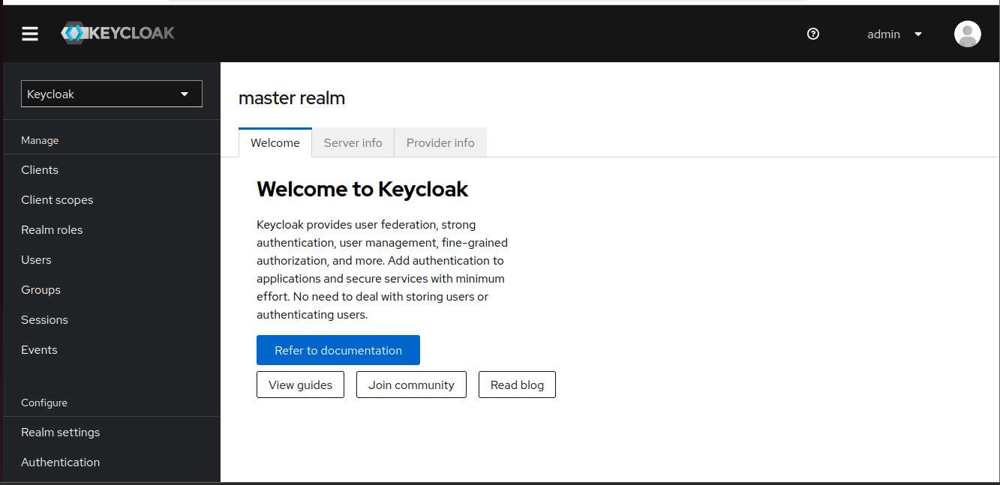 KEYCLOAK
admin
Keycloak
Manage
Clients
Client scopes
Realm roles
Users
Groups
Sessions
Events
Configure
Realm settings
Authentication
master realm
Welcome
Server info
Provider info
Welcome to Keycloak
Keycloak provides user federation, strong
authentication, user management, fine-grained
authorization, and more. Add authentication to
applications and secure services with minimum
effort. No need to deal with storing users or
authenticating users.
Refer to documentation
View guides
Join community
Read blog